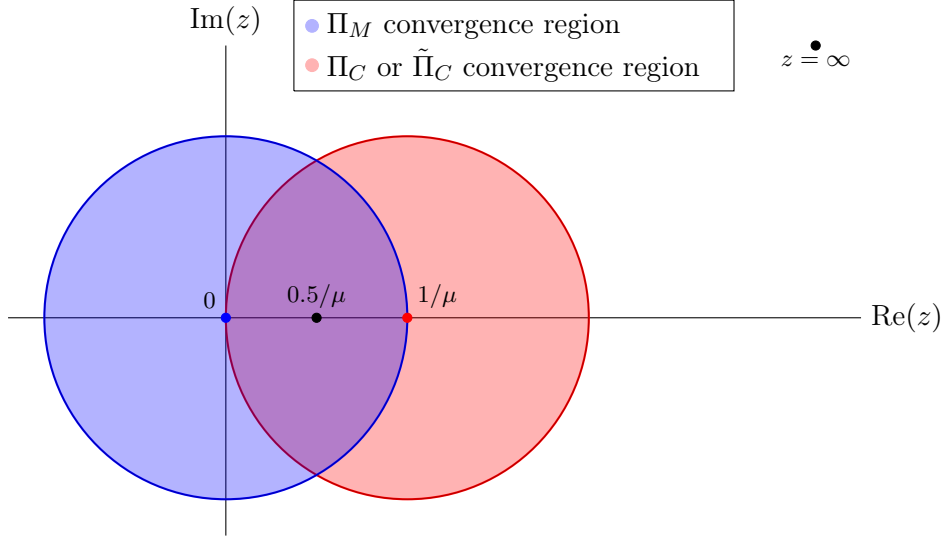 Im(z)
Π_M convergence region
Π_C or Π̃_C convergence region
z = ∞
0
0.5/μ
1/μ
Re(z)